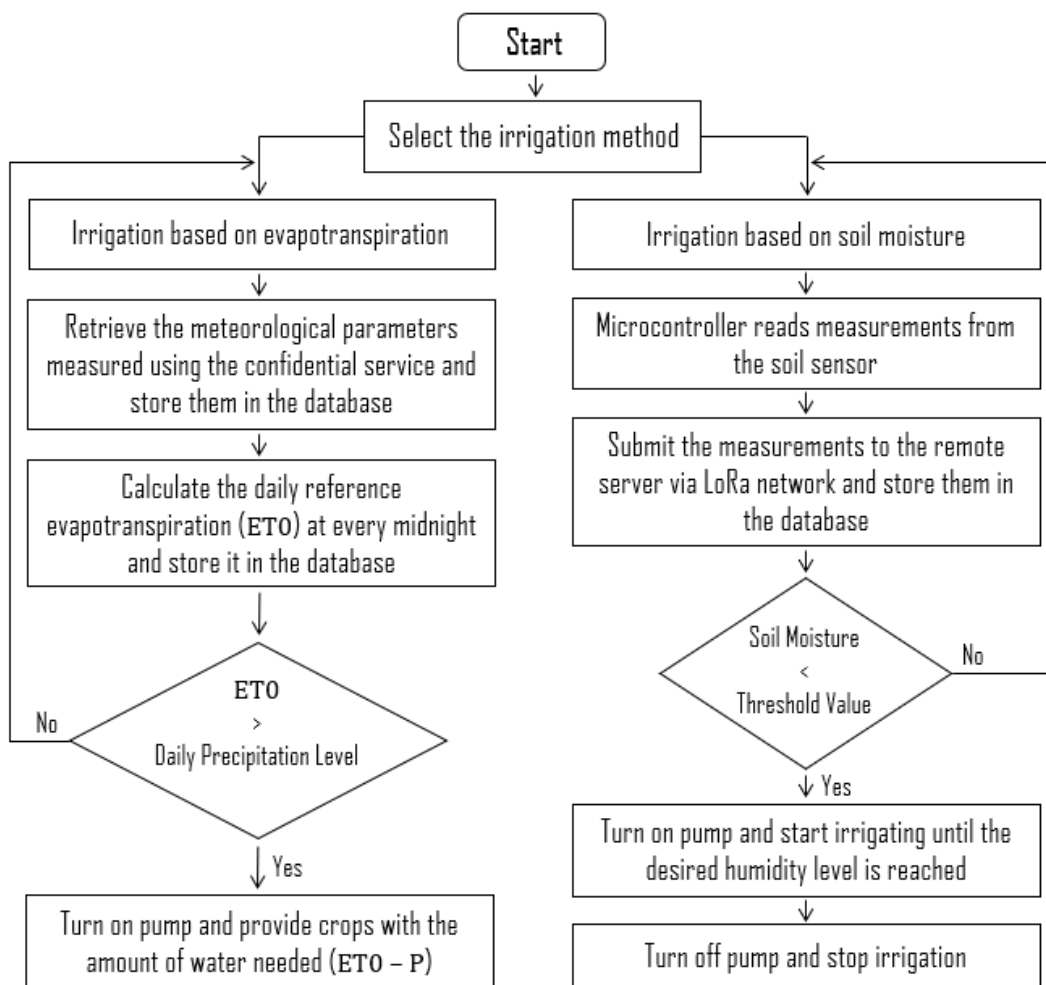 Start
Select the irrigation method
Irrigation based on evapotranspiration
Retrieve the meteorological parameters
measured using the confidential service and
store them in the database
Calculate the daily reference
evapotranspiration (ET0) at every midnight
and store it in the database
ET0
>
Daily Precipitation Level
No
Yes
Turn on pump and provide crops with the
amount of water needed (ET0 – P)
Irrigation based on soil moisture
Microcontroller reads measurements from
the soil sensor
Submit the measurements to the remote
server via LoRa network and store them in
the database
Soil Moisture
<
Threshold Value
No
Yes
Turn on pump and start irrigating until the
desired humidity level is reached
Turn off pump and stop irrigation